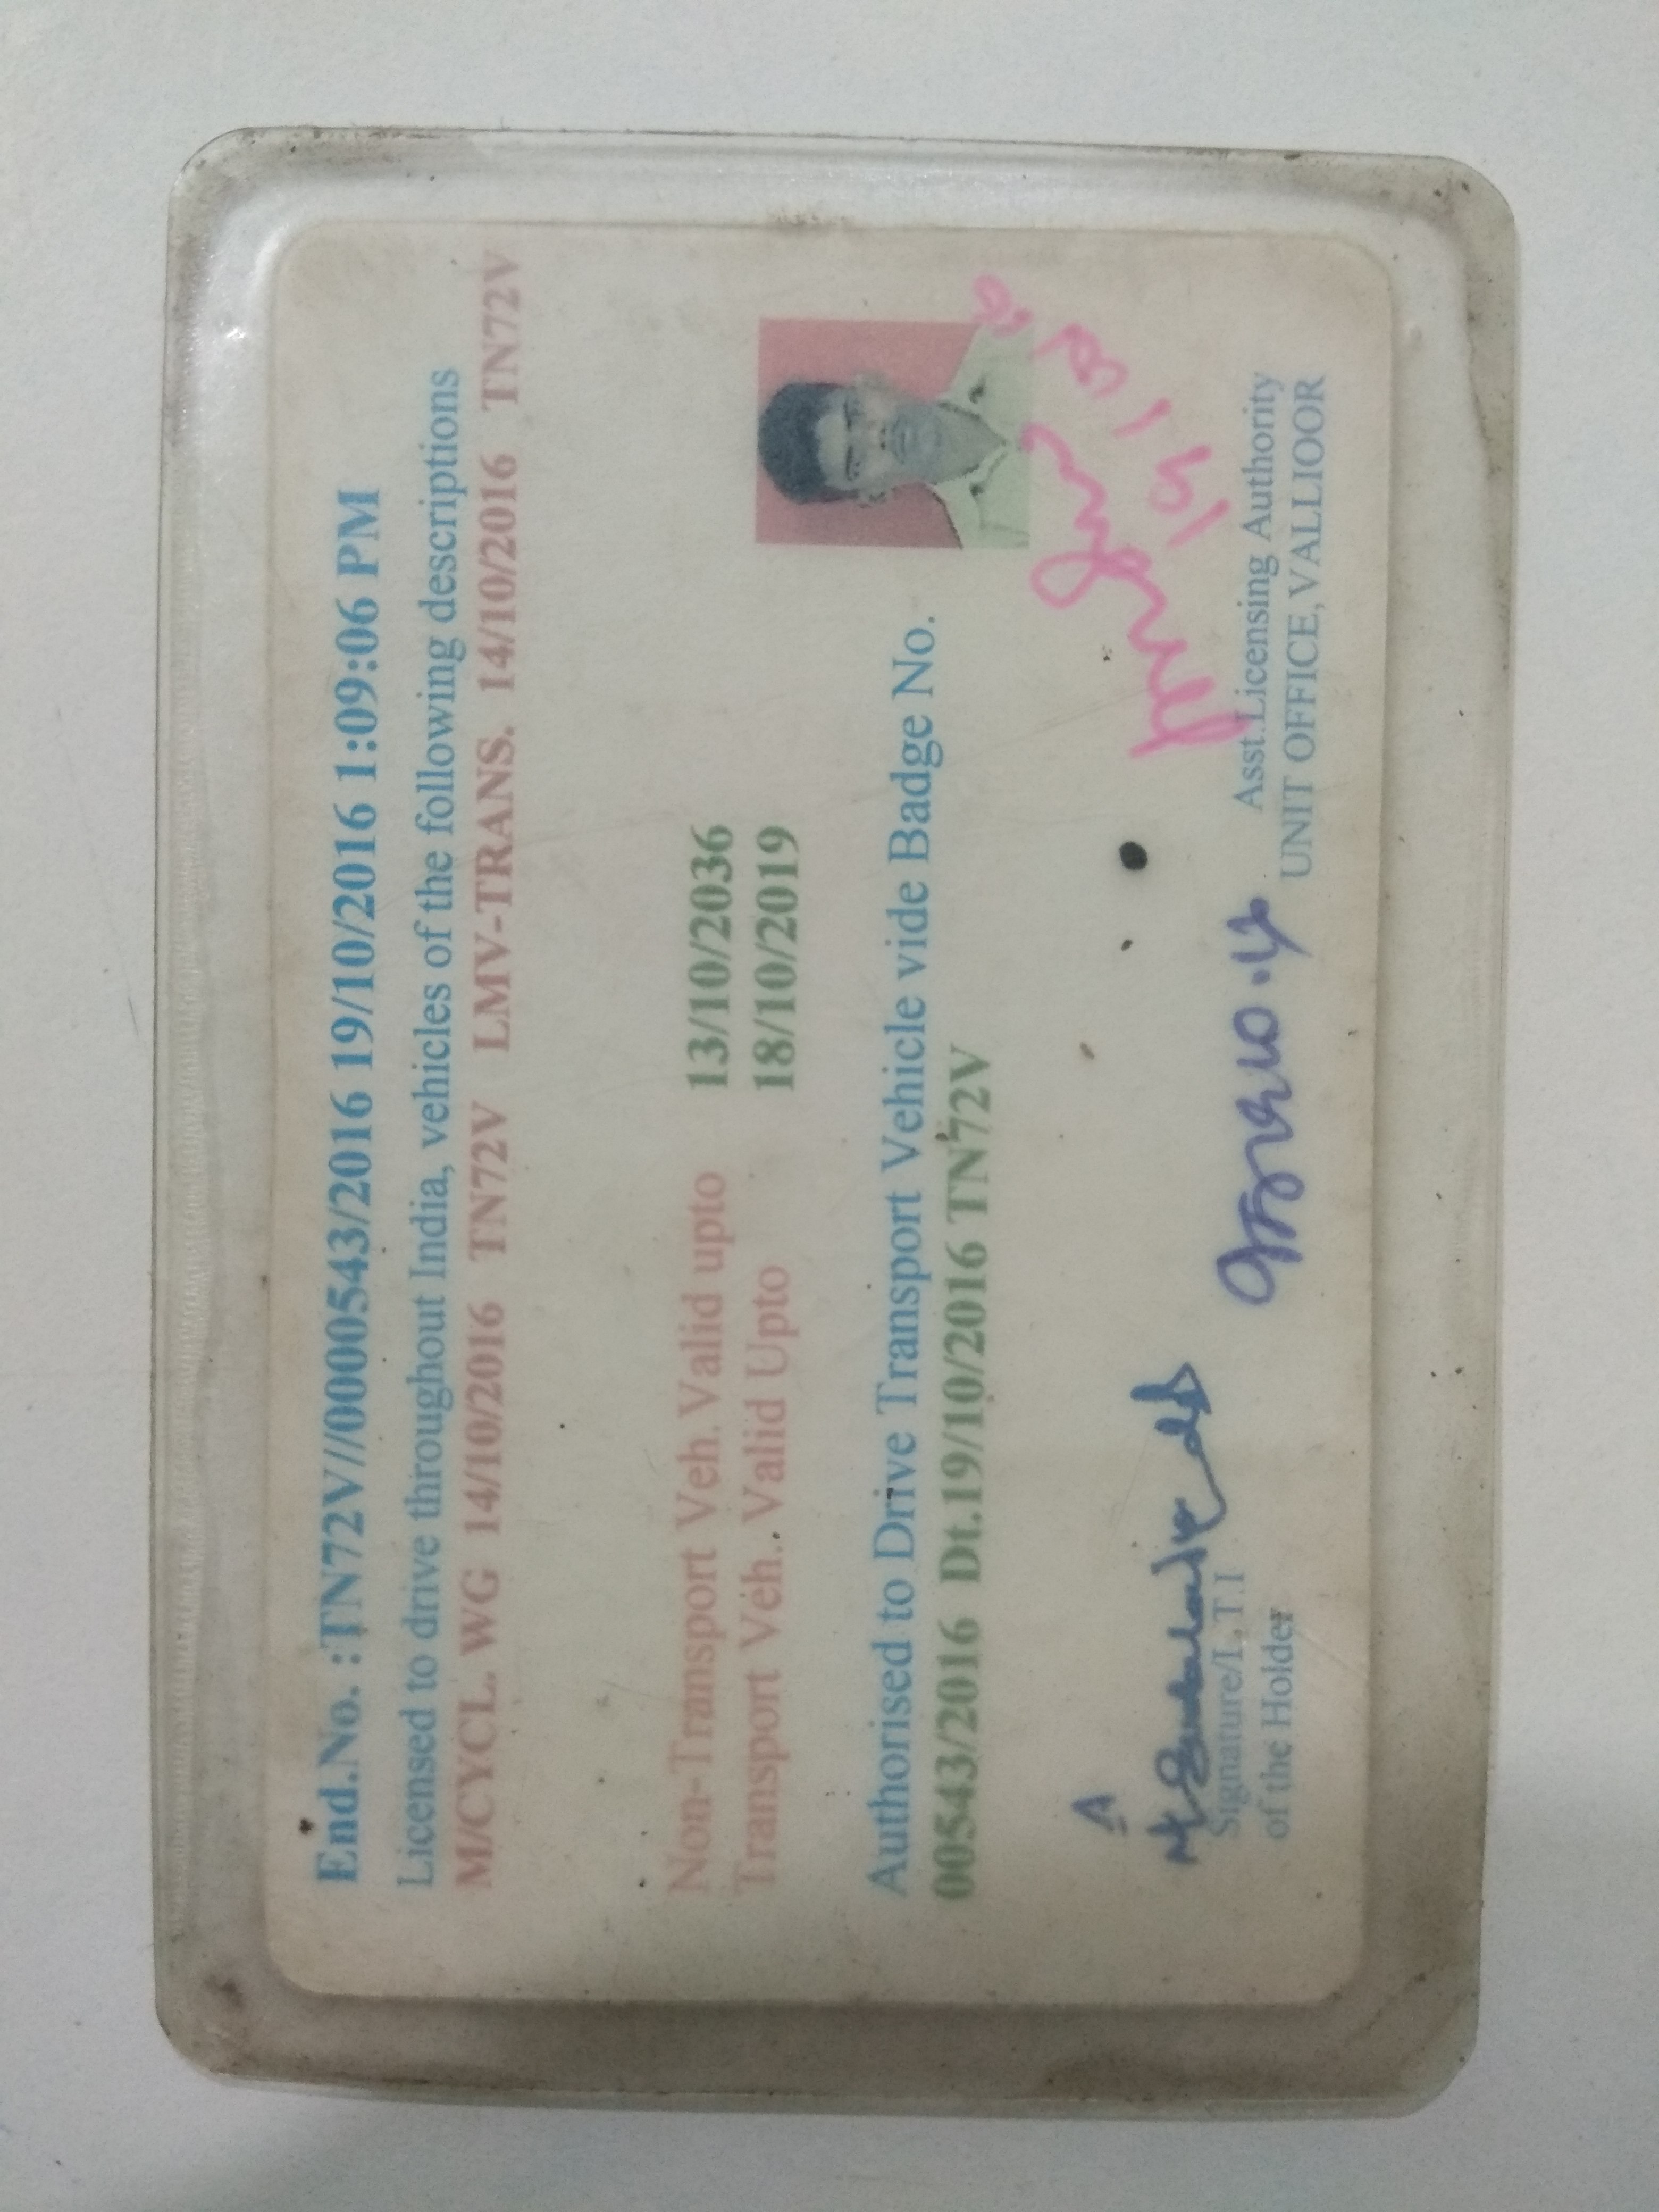 End.No. :TN72V//0000543/2016 19/10/2016 1:09:06 PM
Licensed to drive throughout India, vehicles of the following descriptions
M/CYCL. WG 14/10/2016 TN72V LMV-TRANS. 14/10/2016 TN72V
Non-Transport Veh. Valid upto 13/10/2036
Transport Veh. Valid Upto 18/10/2019
Authorised to Drive Transport Vehicle vide Badge No.
00543/2016 Dt.19/10/2016 TN72V
Signature/L.T.I
of the Holder
Asst.Licensing Authority
UNIT OFFICE,VALLIOOR